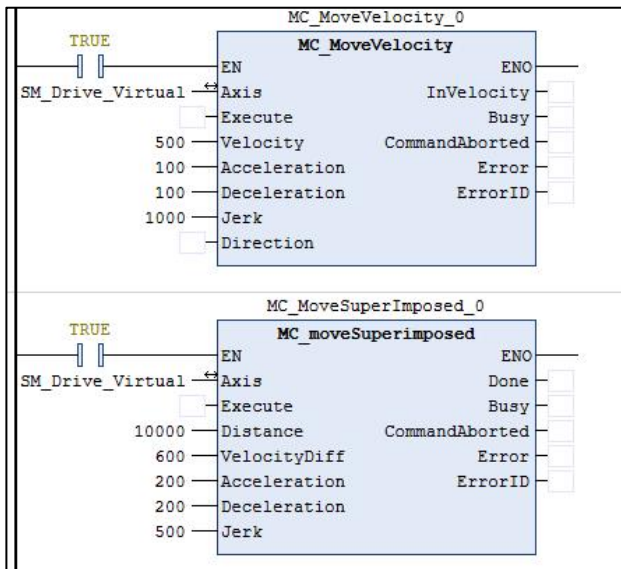 MC_MoveVelocity_0
TRUE
MC_MoveVelocity
EN ENO
SM_Drive_Virtual Axis InVelocity
Execute Busy
500 Velocity CommandAborted
100 Acceleration Error
100 Deceleration ErrorID
1000 Jerk
Direction
MC_MoveSuperImposed_0
TRUE
MC_moveSuperimposed
EN ENO
SM_Drive_Virtual Axis Done
Execute Busy
10000 Distance CommandAborted
600 VelocityDiff Error
200 Acceleration ErrorID
200 Deceleration
500 Jerk